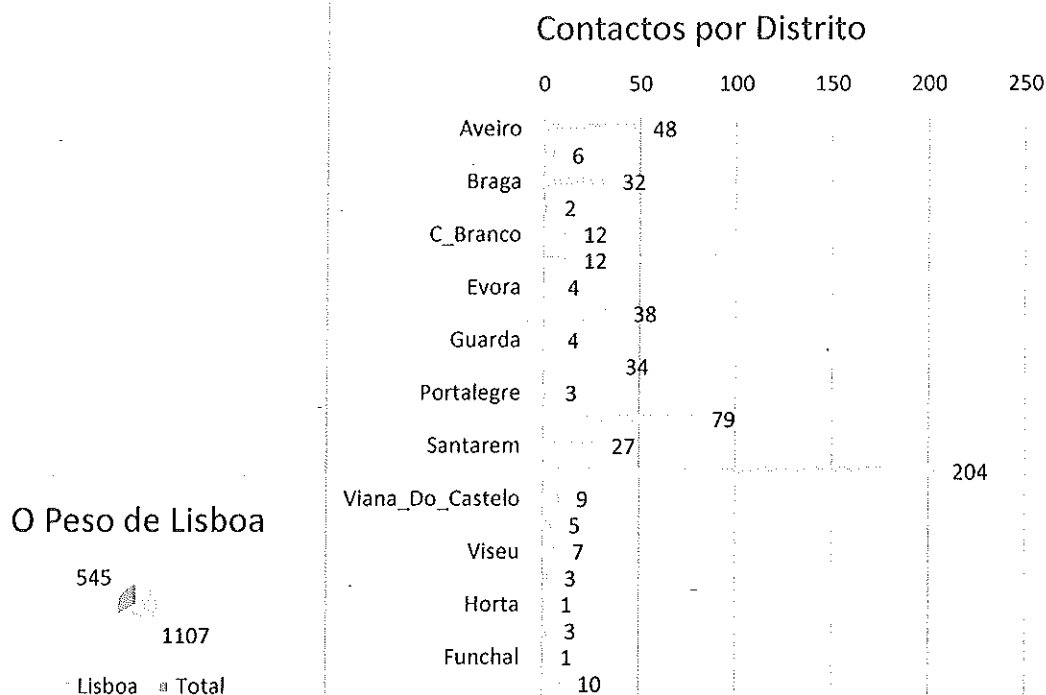 Contactos por Distrito
0 50 100 150 200 250
Aveiro 48
6
Braga 32
2
C_Branco 12
12
Evora 4
38
Guarda 4
34
Portalegre 3
79
Santarem 27
204
Viana_Do_Castelo 9
5
Viseu 7
3
Horta 1
3
Funchal 1
10
O Peso de Lisboa
545
1107
Lisboa Total